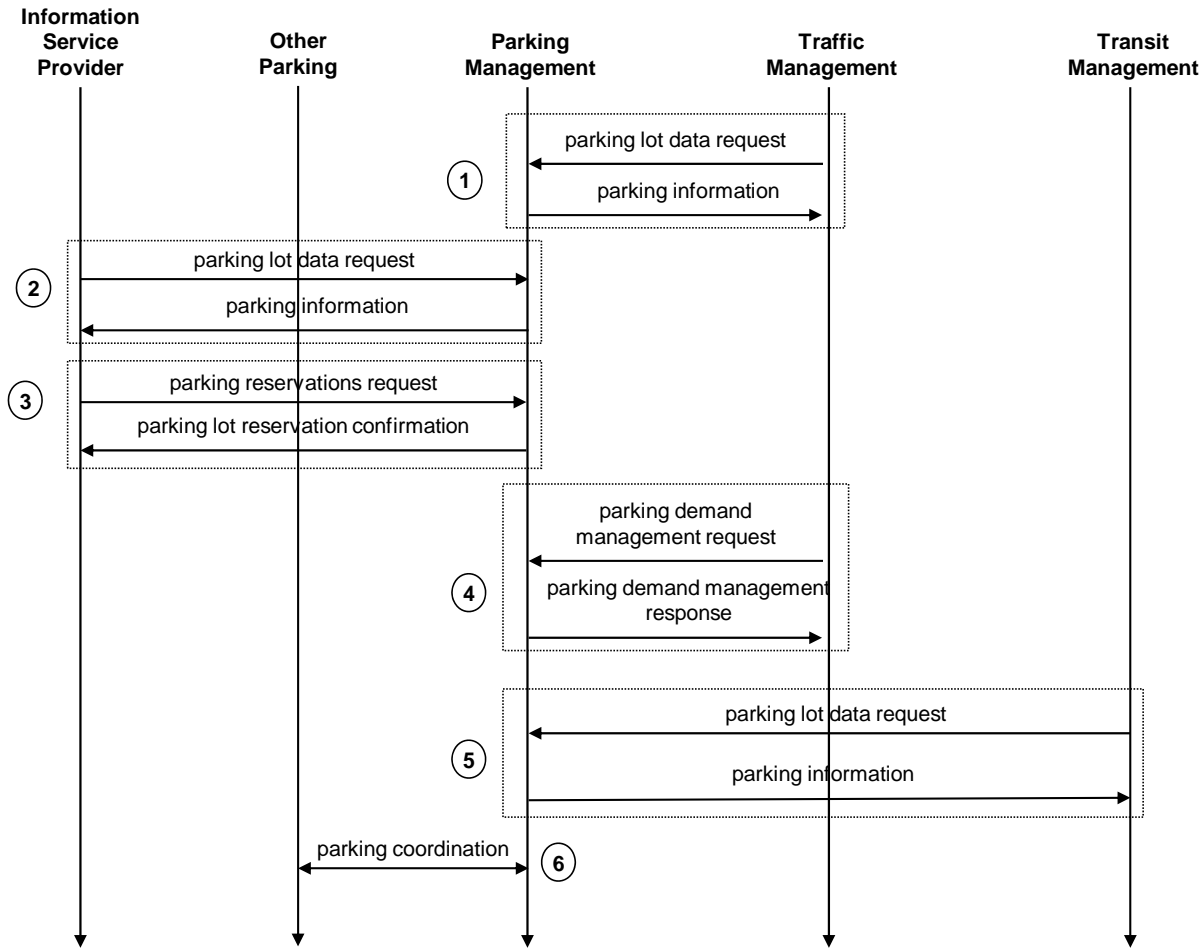 Information
Service
Provider
Other
Parking
Parking
Management
Traffic
Management
Transit
Management
parking lot data request
1
parking information
parking lot data request
2
parking information
parking reservations request
3
parking lot reservation confirmation
parking demand
management request
4
parking demand management
response
parking lot data request
5
parking information
parking coordination
6